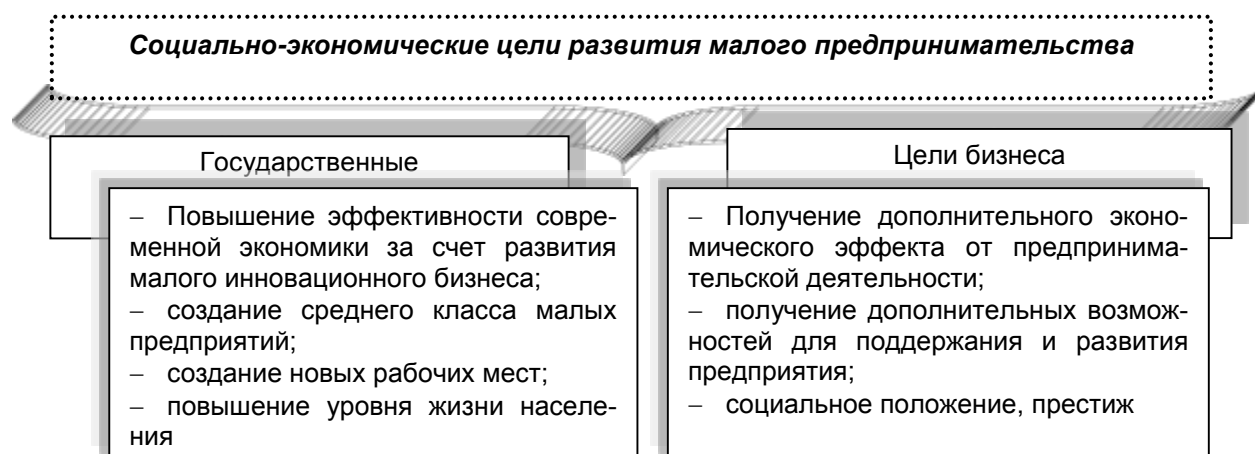 Социально-экономические цели развития малого предпринимательства
Государственные
– Повышение эффективности совре-
менной экономики за счет развития
малого инновационного бизнеса;
– создание среднего класса малых
предприятий;
– создание новых рабочих мест;
– повышение уровня жизни населе-
ния
Цели бизнеса
– Получение дополнительного эконо-
мического эффекта от предпринима-
тельской деятельности;
– получение дополнительных возмож-
ностей для поддержания и развития
предприятия;
– социальное положение, престиж